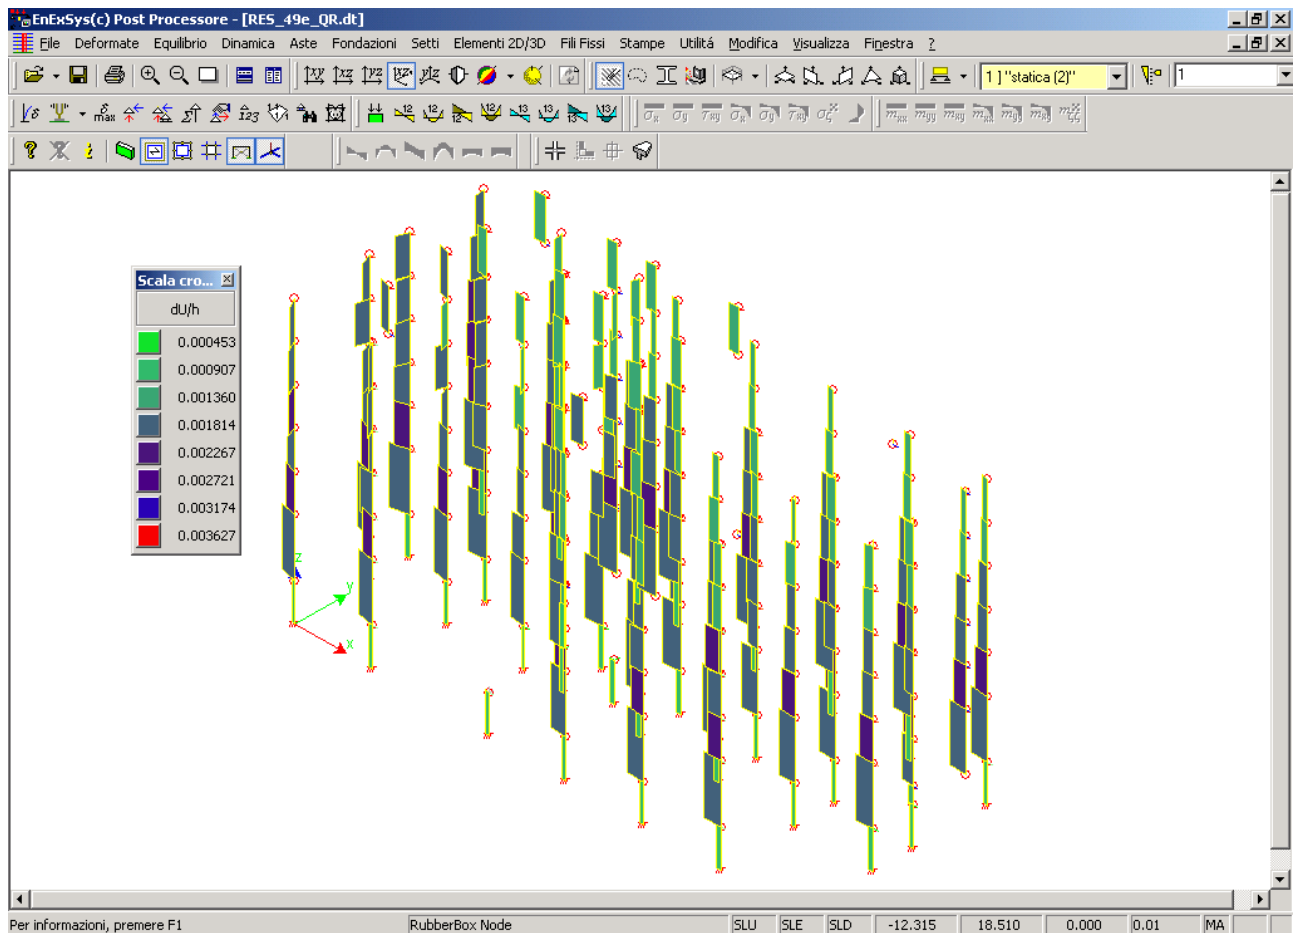 EnExSys(c) Post Processore - [RES_49e_QR.dt]
File Deformate Equilibrio Dinamica Aste Fondazioni Setti Elementi 2D/3D Fili Fissi Stampe Utilitá Modifica Visualizza Finestra ?
1 ] "statica (2)" 1
Scala cro...
dU/h
0.000453
0.000907
0.001360
0.001814
0.002267
0.002721
0.003174
0.003627
Z
Y
X
Per informazioni, premere F1 RubberBox Node SLU SLE SLD -12.315 18.510 0.000 0.01 MA